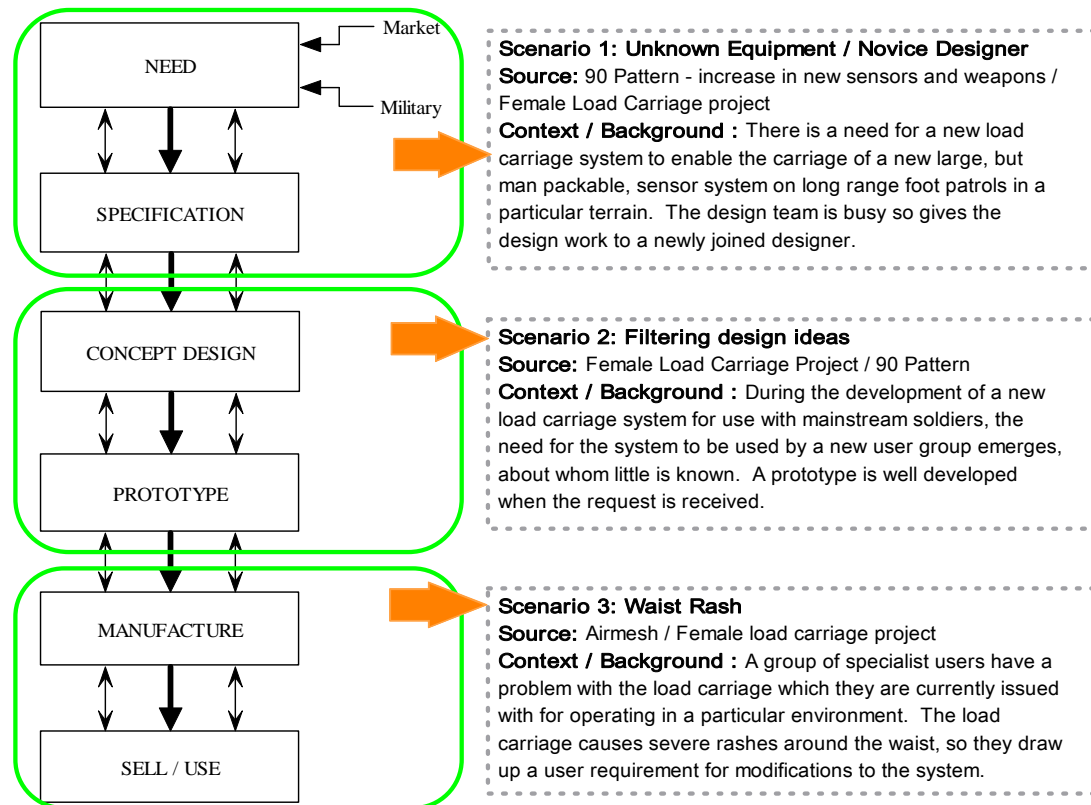 NEED
Market
Military
SPECIFICATION
CONCEPT DESIGN
PROTOTYPE
MANUFACTURE
SELL / USE
Scenario 1: Unknown Equipment / Novice Designer
Source: 90 Pattern - increase in new sensors and weapons /
Female Load Carriage project
Context / Background : There is a need for a new load
carriage system to enable the carriage of a new large, but
man packable, sensor system on long range foot patrols in a
particular terrain. The design team is busy so gives the
design work to a newly joined designer.
Scenario 2: Filtering design ideas
Source: Female Load Carriage Project / 90 Pattern
Context / Background : During the development of a new
load carriage system for use with mainstream soldiers, the
need for the system to be used by a new user group emerges,
about whom little is known. A prototype is well developed
when the request is received.
Scenario 3: Waist Rash
Source: Airmesh / Female load carriage project
Context / Background : A group of specialist users have a
problem with the load carriage which they are currently issued
with for operating in a particular environment. The load
carriage causes severe rashes around the waist, so they draw
up a user requirement for modifications to the system.